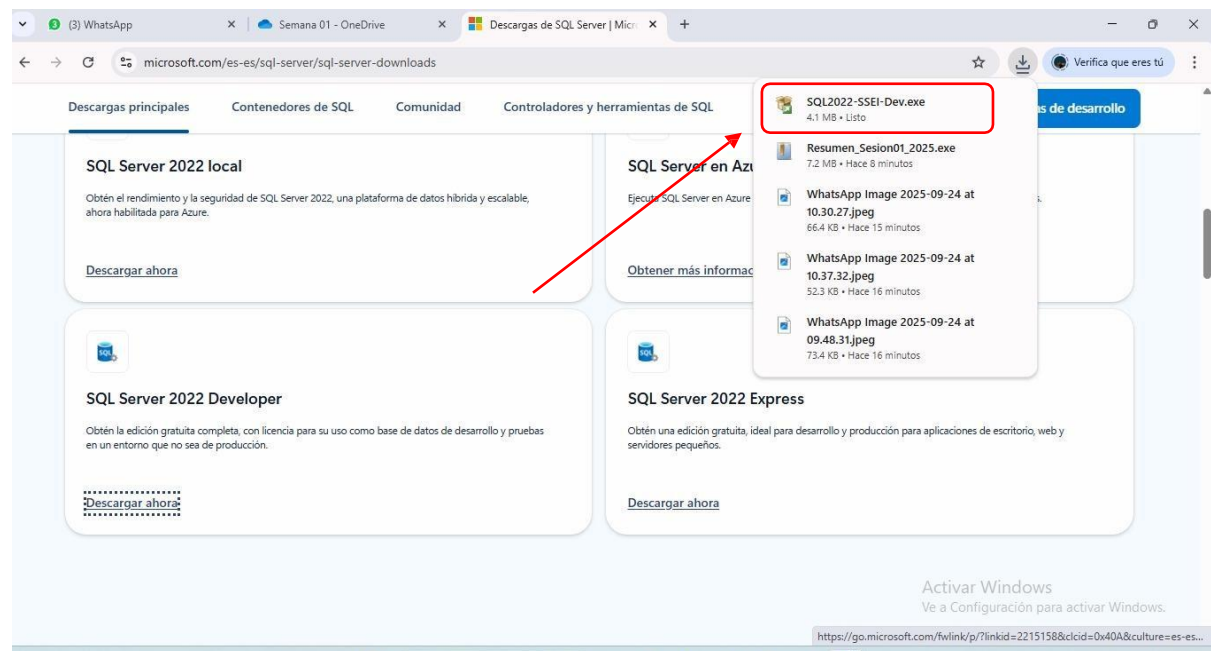 (3) WhatsApp
Semana 01 - OneDrive
Descargas de SQL Server | Micr
microsoft.com/es-es/sql-server/sql-server-downloads
Verifica que eres tú
Descargas principales
Contenedores de SQL
Comunidad
Controladores y herramientas de SQL
s de desarrollo
SQL2022-SSEI-Dev.exe
4.1 MB • Listo
Resumen_Sesion01_2025.exe
7.2 MB • Hace 8 minutos
WhatsApp Image 2025-09-24 at
10.30.27.jpeg
66.4 KB • Hace 15 minutos
WhatsApp Image 2025-09-24 at
10.37.32.jpeg
52.3 KB • Hace 16 minutos
WhatsApp Image 2025-09-24 at
09.48.31.jpeg
73.4 KB • Hace 16 minutos
SQL Server 2022 local
Obtén el rendimiento y la seguridad de SQL Server 2022, una plataforma de datos híbrida y escalable,
ahora habilitada para Azure.
Descargar ahora
SQL Server en Azu
Ejecute SQL Server en Azure
s.
Obtener más informac
SQL
SQL Server 2022 Developer
Obtén la edición gratuita completa, con licencia para su uso como base de datos de desarrollo y pruebas
en un entorno que no sea de producción.
Descargar ahora
SQL
SQL Server 2022 Express
Obtén una edición gratuita, ideal para desarrollo y producción para aplicaciones de escritorio, web y
servidores pequeños.
Descargar ahora
Activar Windows
Ve a Configuración para activar Windows.
https://go.microsoft.com/fwlink/p/?linkid=2215158&clcid=0x40A&culture=es-es...